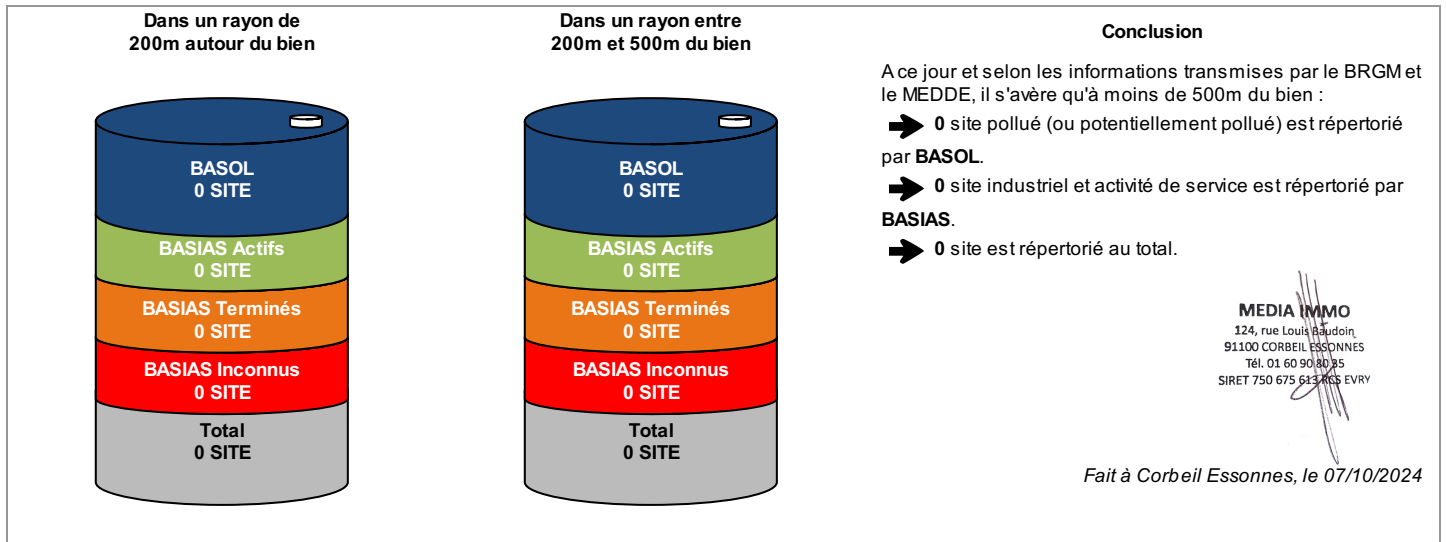 Dans un rayon de
200m autour du bien
BASOL
0 SITE
BASIAS Actifs
0 SITE
BASIAS Terminés
0 SITE
BASIAS Inconnus
0 SITE
Total
0 SITE
Dans un rayon entre
200m et 500m du bien
BASOL
0 SITE
BASIAS Actifs
0 SITE
BASIAS Terminés
0 SITE
BASIAS Inconnus
0 SITE
Total
0 SITE
Conclusion
A ce jour et selon les informations transmises par le BRGM et
le MEDDE, il s'avère qu'à moins de 500m du bien :
0 site pollué (ou potentiellement pollué) est répertorié
par BASOL.
0 site industriel et activité de service est répertorié par
BASIAS.
0 site est répertorié au total.
MEDIA IMMO
124, rue Louis Baudoin
91100 CORBEIL ESSONNES
Tél. 01 60 90 80 85
SIRET 750 675 613 RCS EVRY
Fait à Corbeil Essonnes, le 07/10/2024